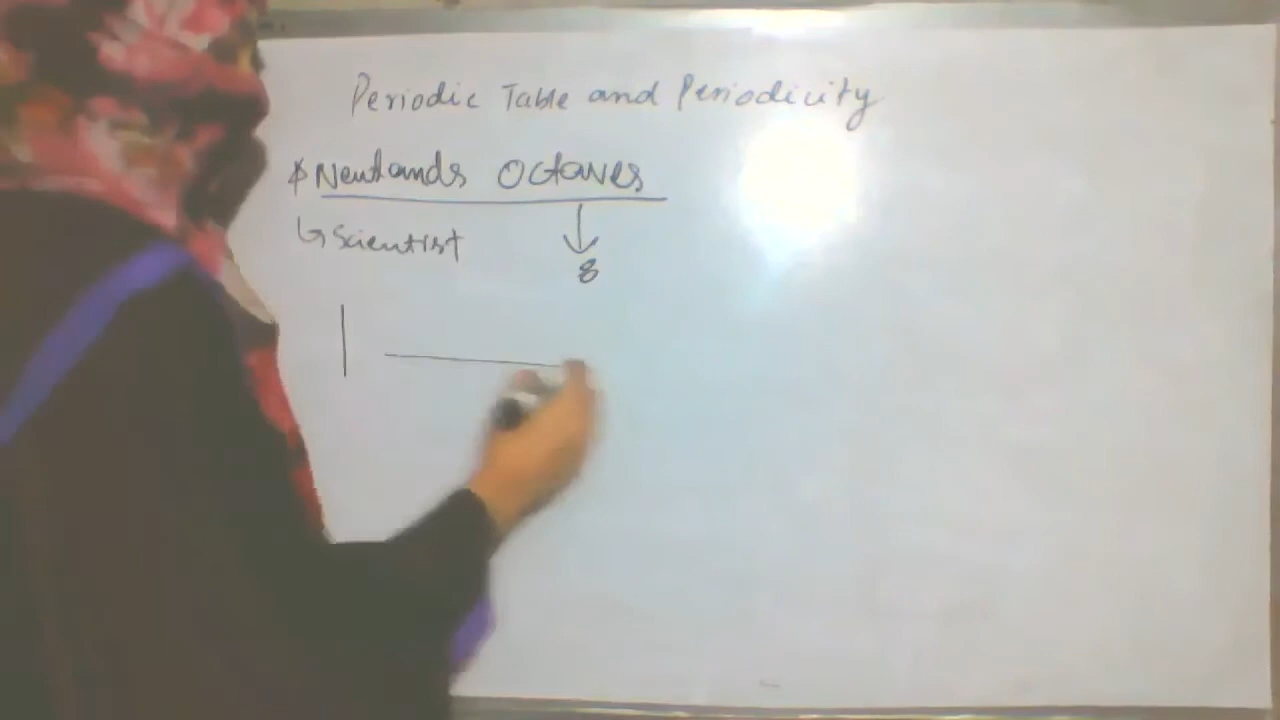 Periodic Table and Periodicity
Newlands Octaves
↳ Scientist
↓
8